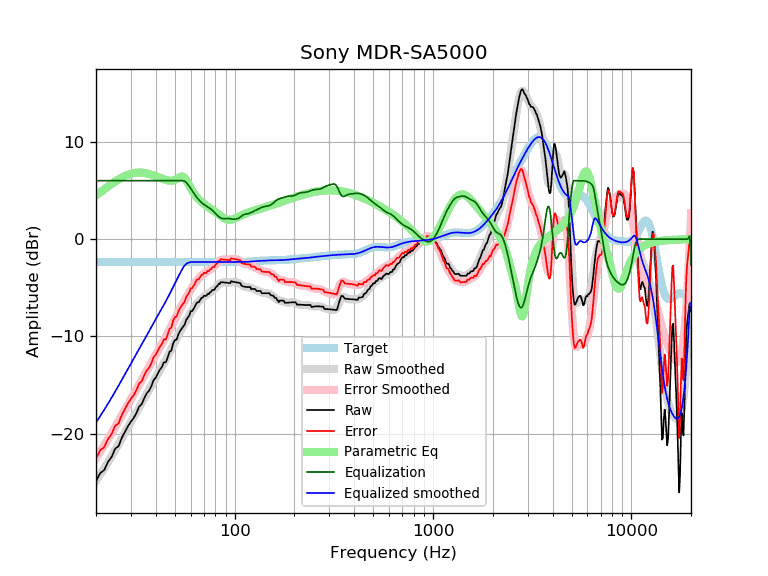 Sony MDR-SA5000
Amplitude (dBr)
10
0
−10
−20
Target
Raw Smoothed
Error Smoothed
Raw
Error
Parametric Eq
Equalization
Equalized smoothed
100 1000 10000
Frequency (Hz)